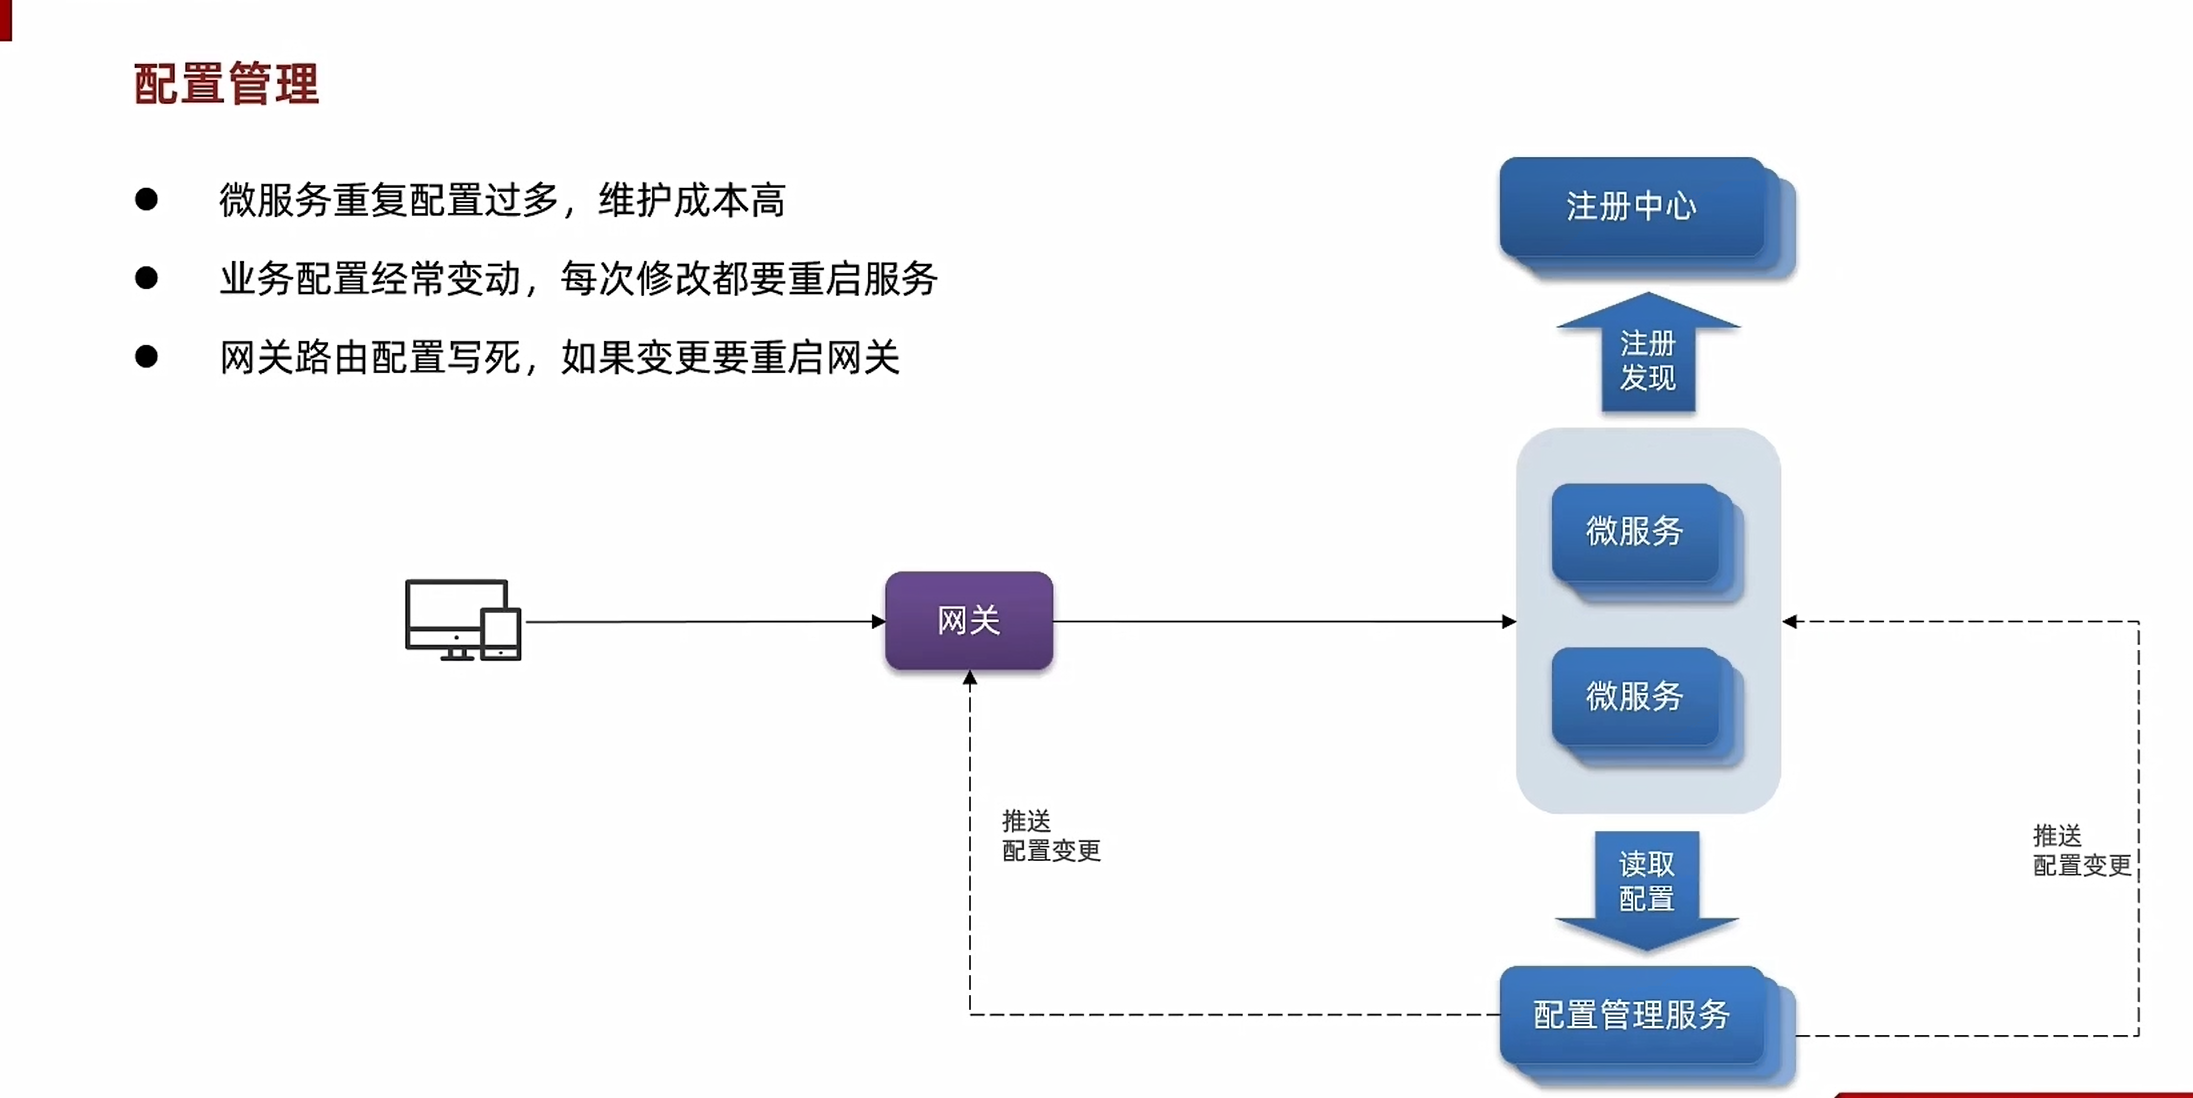 配置管理
微服务重复配置过多，维护成本高
业务配置经常变动，每次修改都要重启服务
网关路由配置写死，如果变更要重启网关
注册中心
注册
发现
微服务
网关
微服务
推送
配置变更
推送
配置变更
读取
配置
配置管理服务